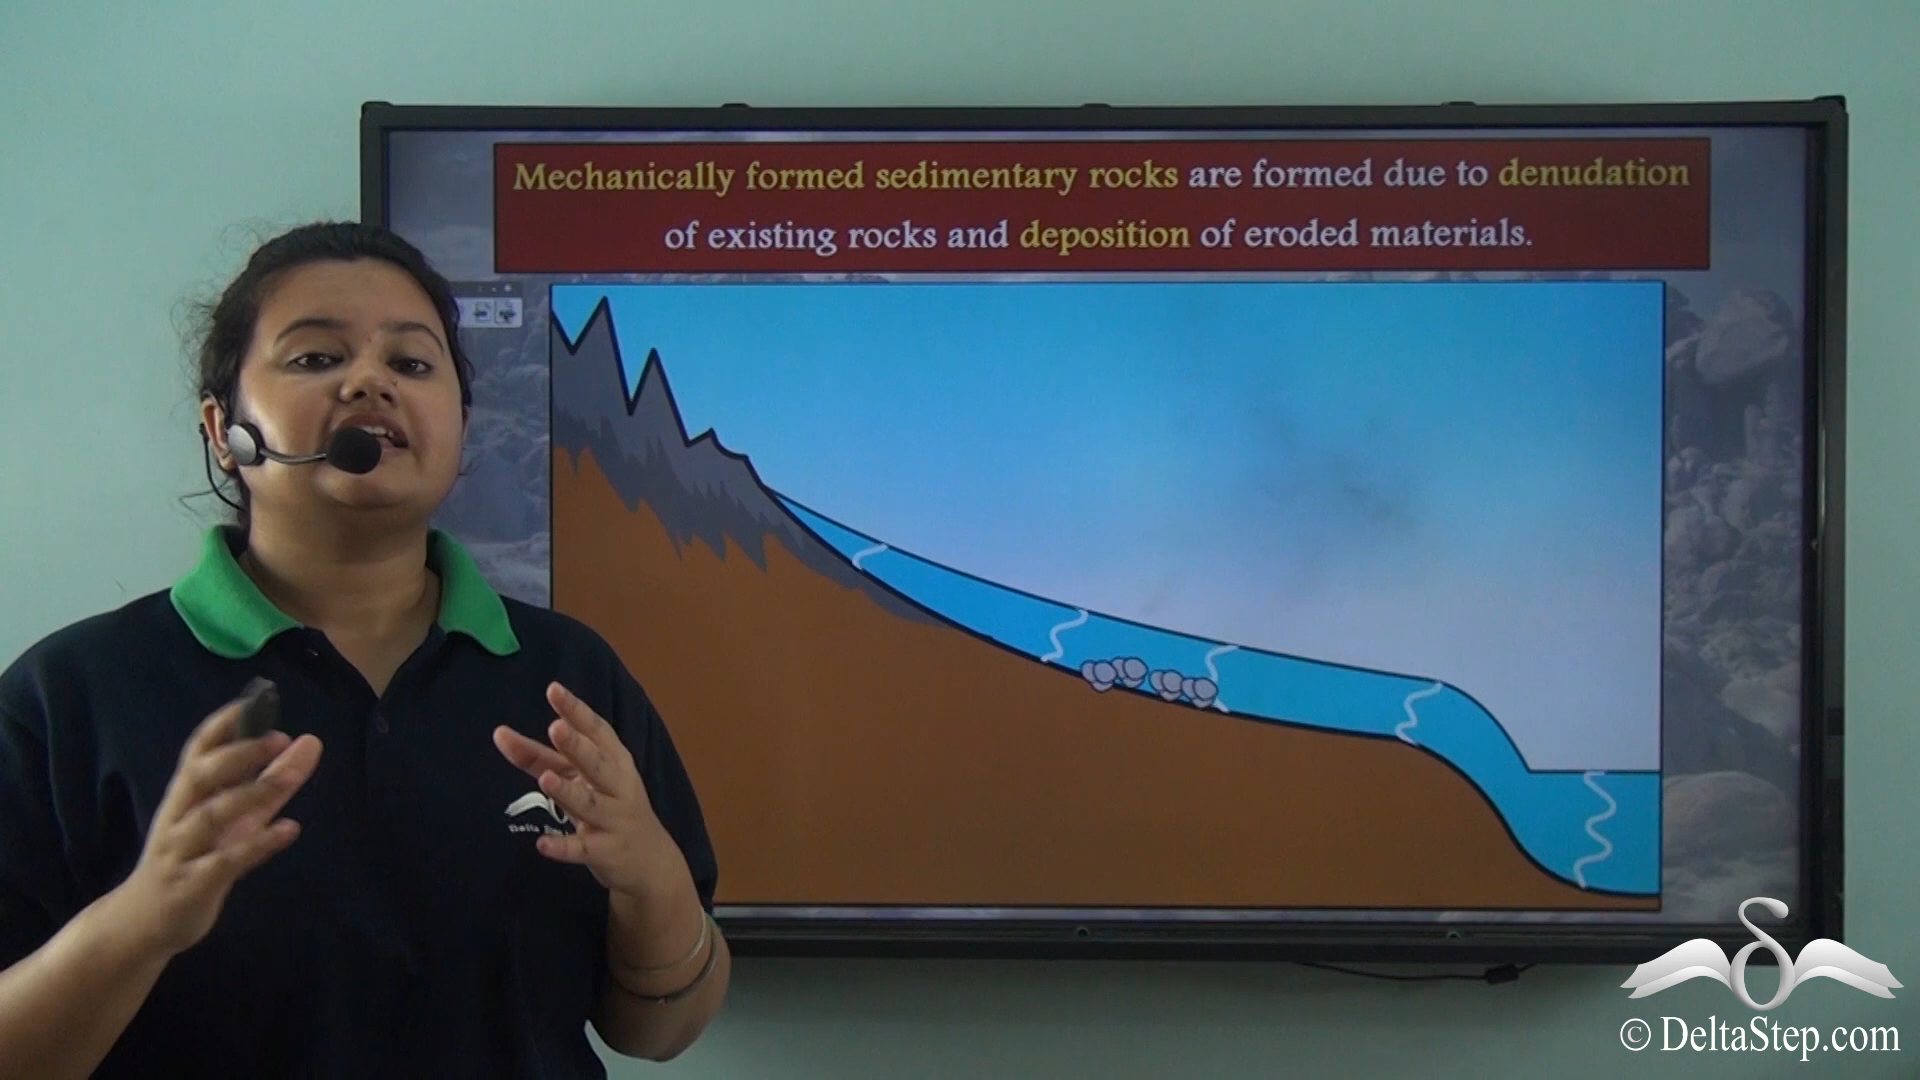 Mechanically formed sedimentary rocks are formed due to denudation
of existing rocks and deposition of eroded materials.
Delta
© DeltaStep.com